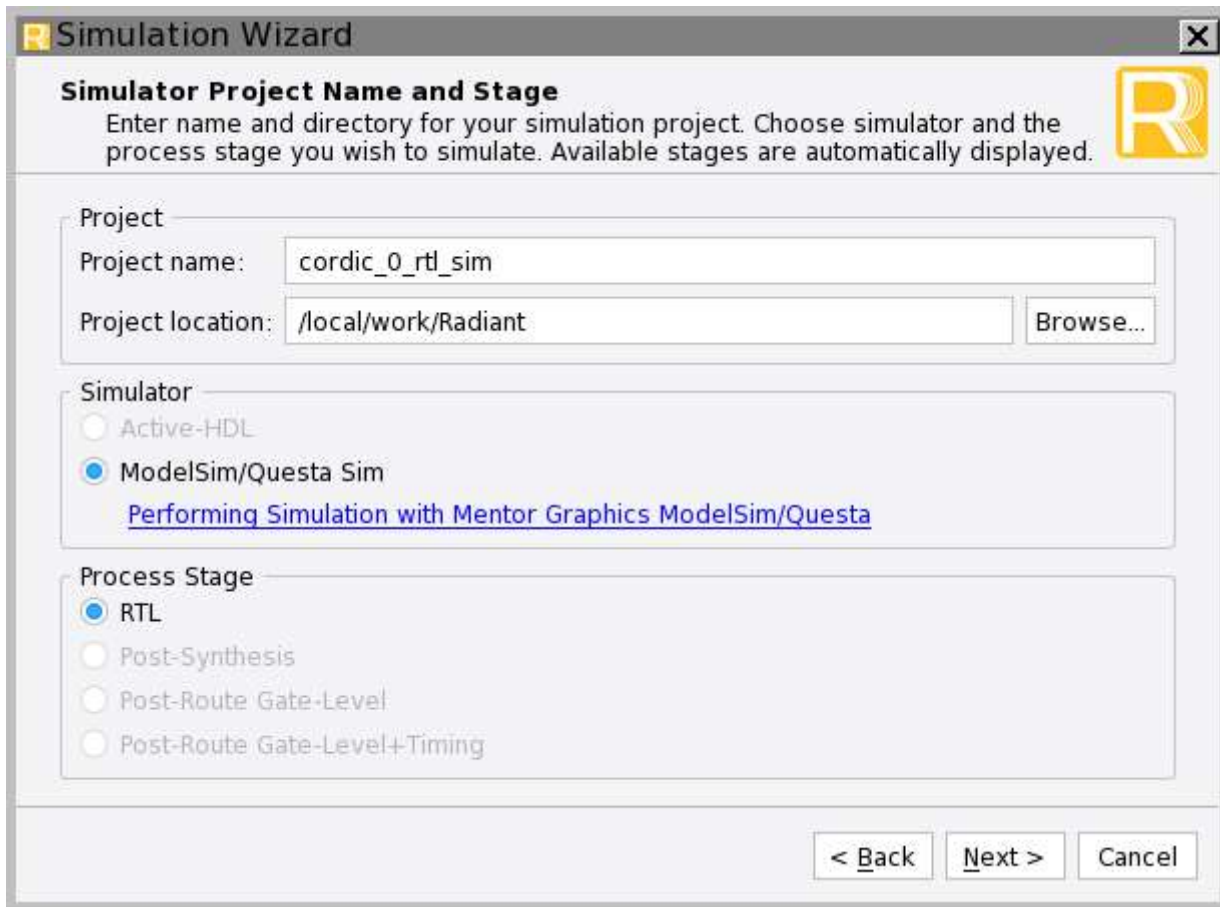 Simulation Wizard
Simulator Project Name and Stage
Enter name and directory for your simulation project. Choose simulator and the
process stage you wish to simulate. Available stages are automatically displayed.
Project
Project name: cordic_0_rtl_sim
Project location: /local/work/Radiant Browse...
Simulator
Active-HDL
ModelSim/Questa Sim
Performing Simulation with Mentor Graphics ModelSim/Questa
Process Stage
RTL
Post-Synthesis
Post-Route Gate-Level
Post-Route Gate-Level+Timing
< Back Next > Cancel